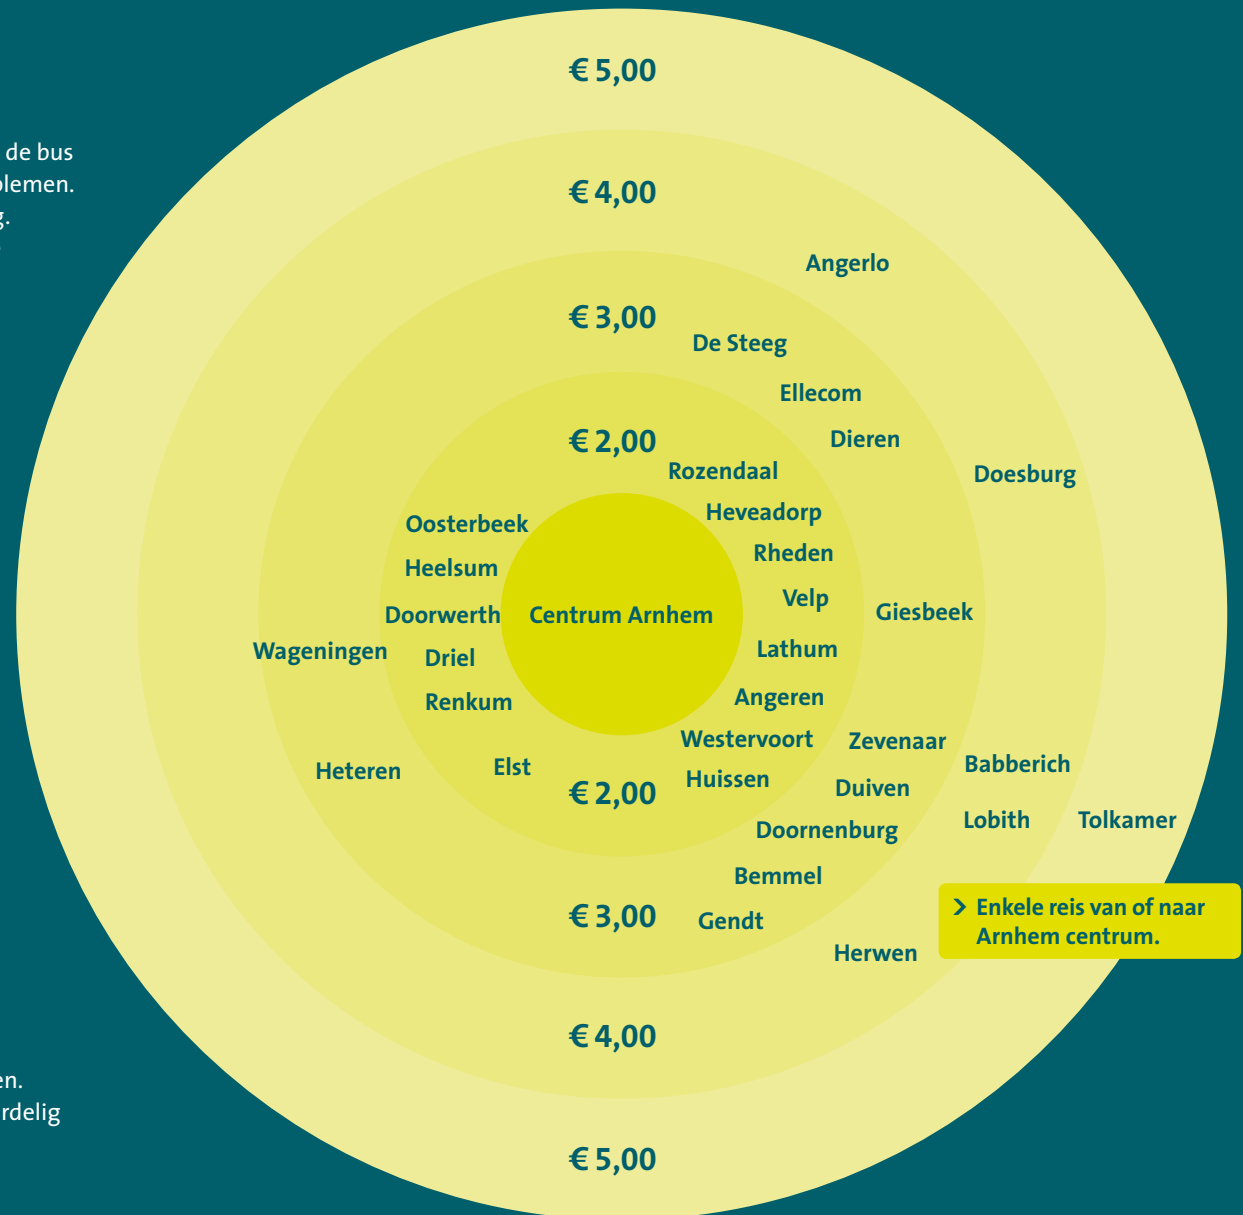 € 5,00
de bus
€ 4,00
Angerlo
€ 3,00
De Steeg
Ellecom
€ 2,00
Dieren
Rozendaal
Doesburg
Heveadorp
Oosterbeek
Rheden
Heelsum
Velp
Giesbeek
Doorwerth
Centrum Arnhem
Wageningen
Driel
Lathum
Renkum
Angeren
Westervoort
Zevenaar
Babberich
Heteren
Elst
€ 2,00
Huissen
Duiven
Lobith
Tolkamer
Doornenburg
Bemmel
€ 3,00
Gendt
> Enkele reis van of naar
Arnhem centrum.
Herwen
€ 4,00
€ 5,00